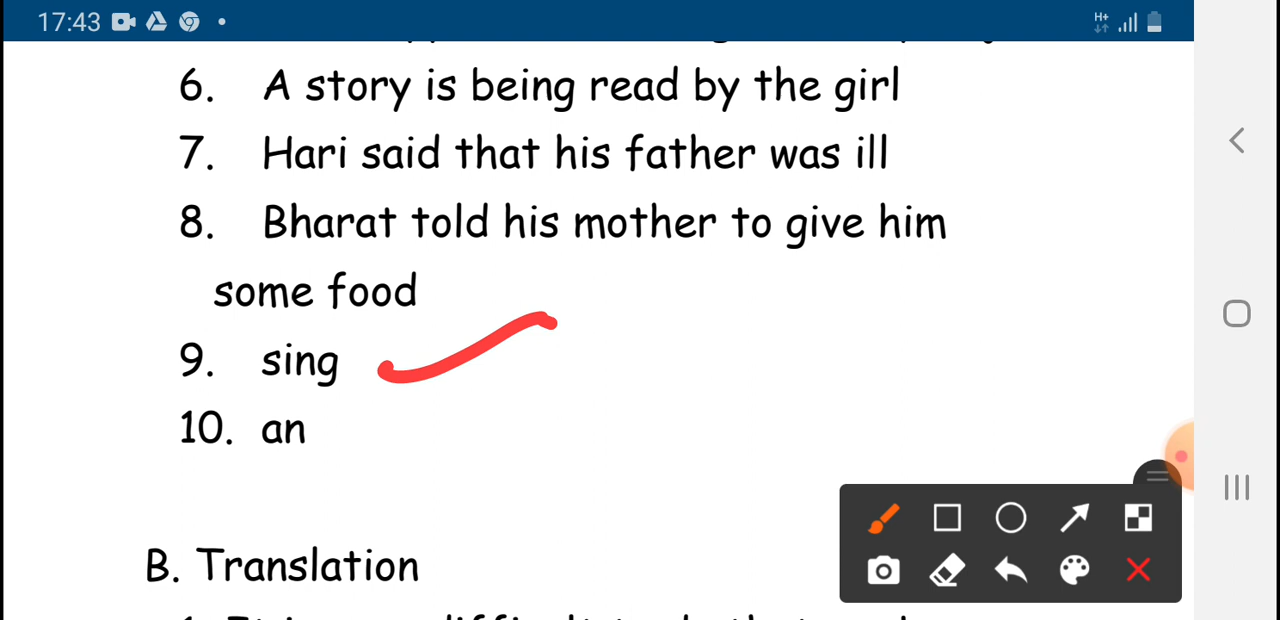 17:43 H+
6. A story is being read by the girl
7. Hari said that his father was ill
8. Bharat told his mother to give him
some food
9. sing
10. an
B. Translation